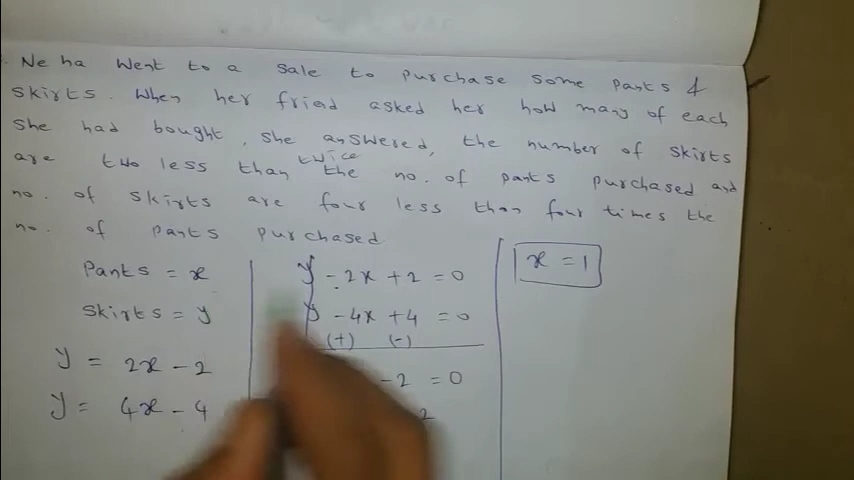 Neha Went to a sale to purchase some pants &
skirts. When her friend asked her how many of each
she had bought, she answered, the number of skirts
are two less than twice the no. of pants purchased and
no. of skirts are four less than four times the
no. of pants purchased
Pants = x
Skirts = y
y = 2x - 2
y = 4x - 4
y - 2x + 2 = 0
y - 4x + 4 = 0
(+) (-)
- 2 = 0
2
x = 1